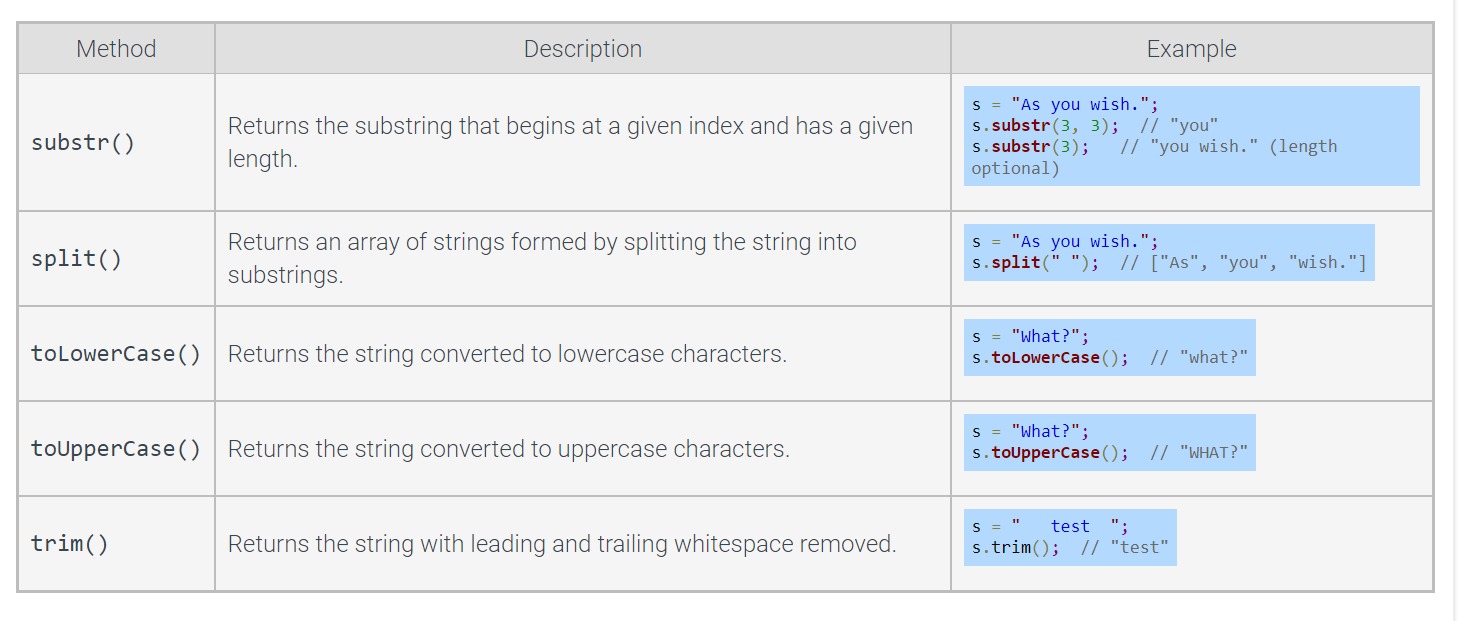 Method Description Example
substr()
Returns the substring that begins at a given index and has a given
length.
s = "As you wish.";
s.substr(3, 3);  // "you"
s.substr(3);   // "you wish." (length
optional)
split()
Returns an array of strings formed by splitting the string into
substrings.
s = "As you wish.";
s.split(" ");  // ["As", "you", "wish."]
toLowerCase()
Returns the string converted to lowercase characters.
s = "What?";
s.toLowerCase();  // "what?"
toUpperCase()
Returns the string converted to uppercase characters.
s = "What?";
s.toUpperCase();  // "WHAT?"
trim()
Returns the string with leading and trailing whitespace removed.
s = "   test  ";
s.trim();  // "test"